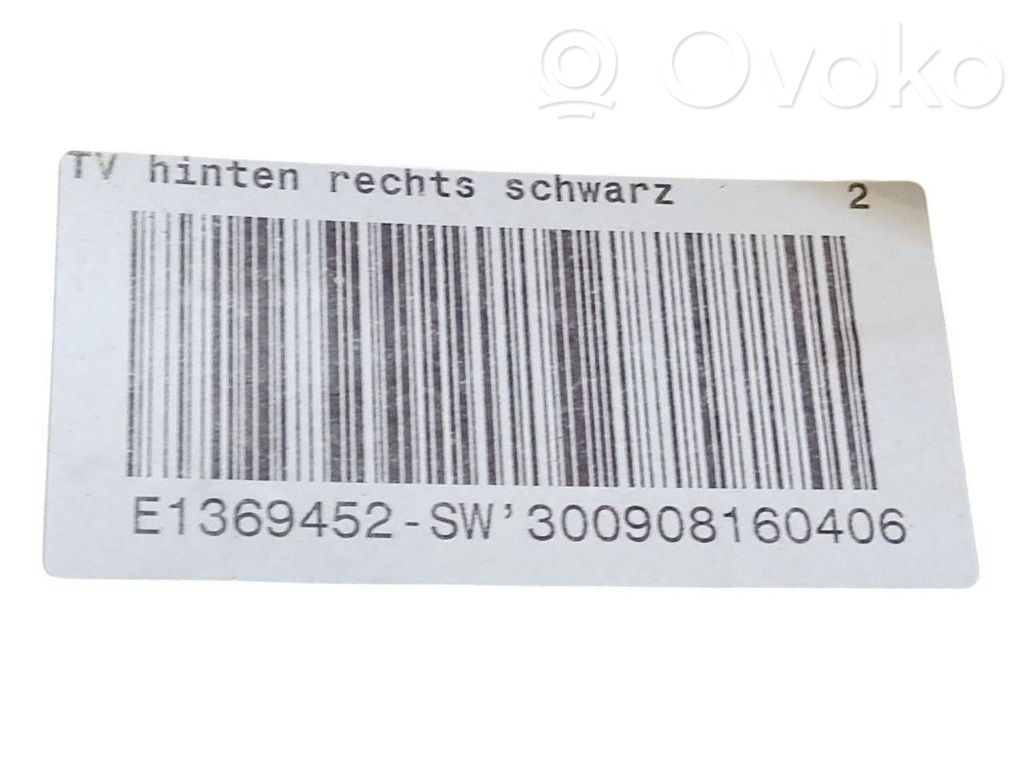 Ovoko
TV hinten rechts schwarz 2
E1369452-SW'300908160406